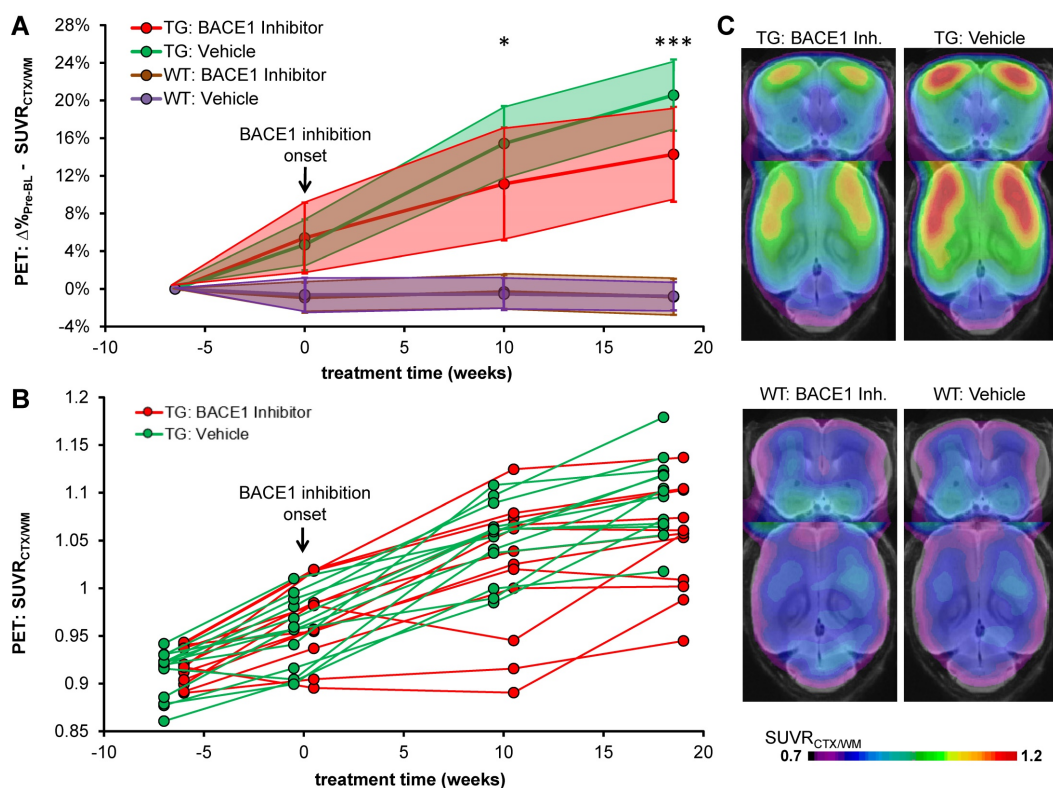 A
28%
24%
20%
16%
12%
8%
4%
0%
-4%
PET: Δ%Pre-BL - SUVRCTX/WM
TG: BACE1 Inhibitor
TG: Vehicle
WT: BACE1 Inhibitor
WT: Vehicle
BACE1 inhibition
onset
*
***
-10 -5 0 5 10 15 20
treatment time (weeks)
B
1.2
1.15
1.1
1.05
1
0.95
0.9
0.85
PET: SUVRCTX/WM
TG: BACE1 Inhibitor
TG: Vehicle
BACE1 inhibition
onset
-10 -5 0 5 10 15 20
treatment time (weeks)
C
TG: BACE1 Inh. TG: Vehicle
WT: BACE1 Inh. WT: Vehicle
SUVRCTX/WM
0.7 1.2